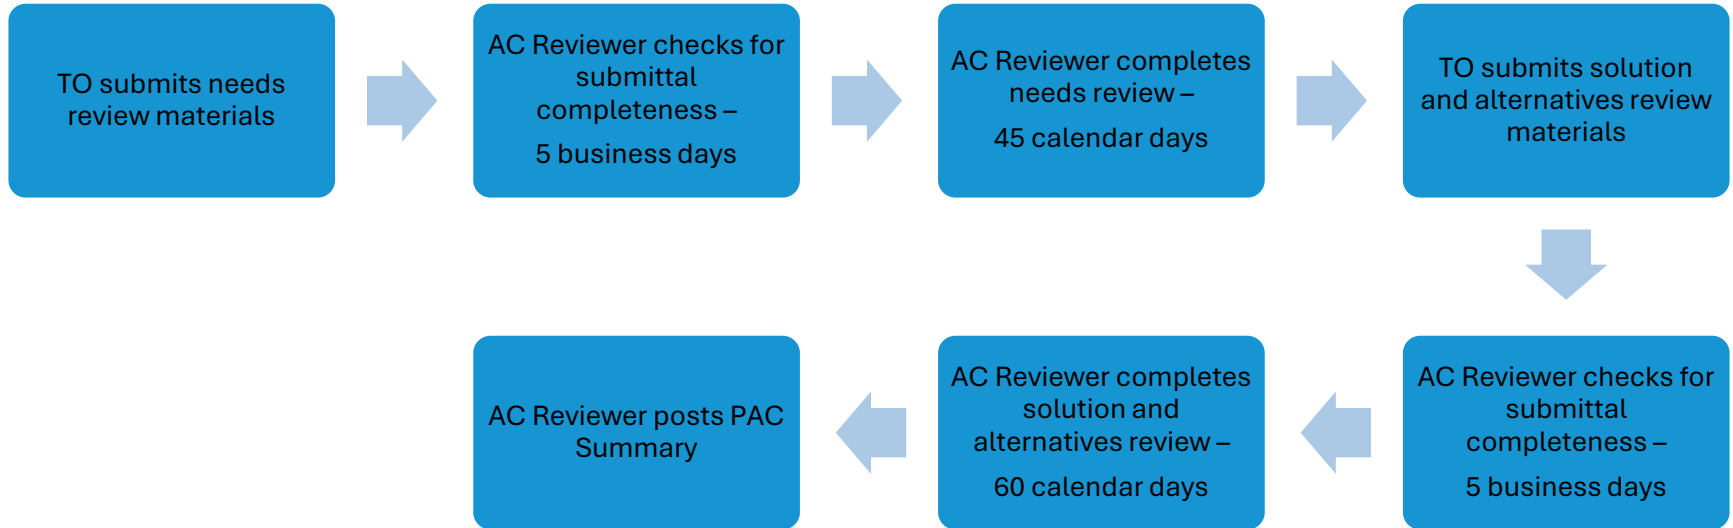 TO submits needs
review materials
AC Reviewer checks for
submittal
completeness –
5 business days
AC Reviewer completes
needs review –
45 calendar days
TO submits solution
and alternatives review
materials
AC Reviewer checks for
submittal
completeness –
5 business days
AC Reviewer completes
solution and
alternatives review –
60 calendar days
AC Reviewer posts PAC
Summary